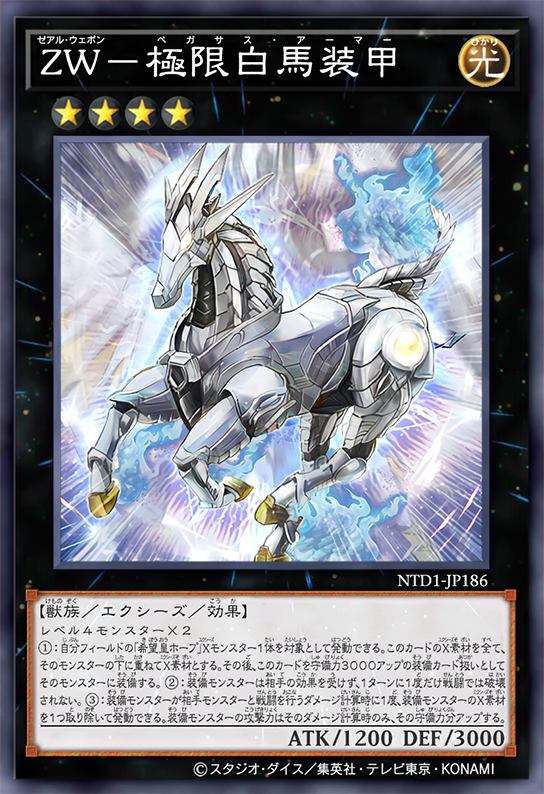 ゼアル・ウェポン ペガサス・アーマー
ZW－極限白馬装甲
ひかり
光
NTD1-JP186
けもの ぞく こう か
【獣族／エクシーズ／効果】
レベル４モンスター×２
①：自分フィールドの「希望皇ホープ」Xモンスター1体を対象として発動できる。このカードのX素材を全て、
そのモンスターの下に重ねてX素材とする。その後、このカードを守備力３０００アップの装備カード扱いとして
そのモンスターに装備する。②：装備モンスターは相手の効果を受けず、1ターンに1度だけ戦闘では破壊
されない。③：装備モンスターが相手モンスターと戦闘を行うダメージ計算時に1度、装備モンスターのX素材
を1つ取り除いて発動できる。装備モンスターの攻撃力はそのダメージ計算時のみ、その守備力分アップする。
ATK/1200 DEF/3000
©スタジオ・ダイス／集英社・テレビ東京・KONAMI